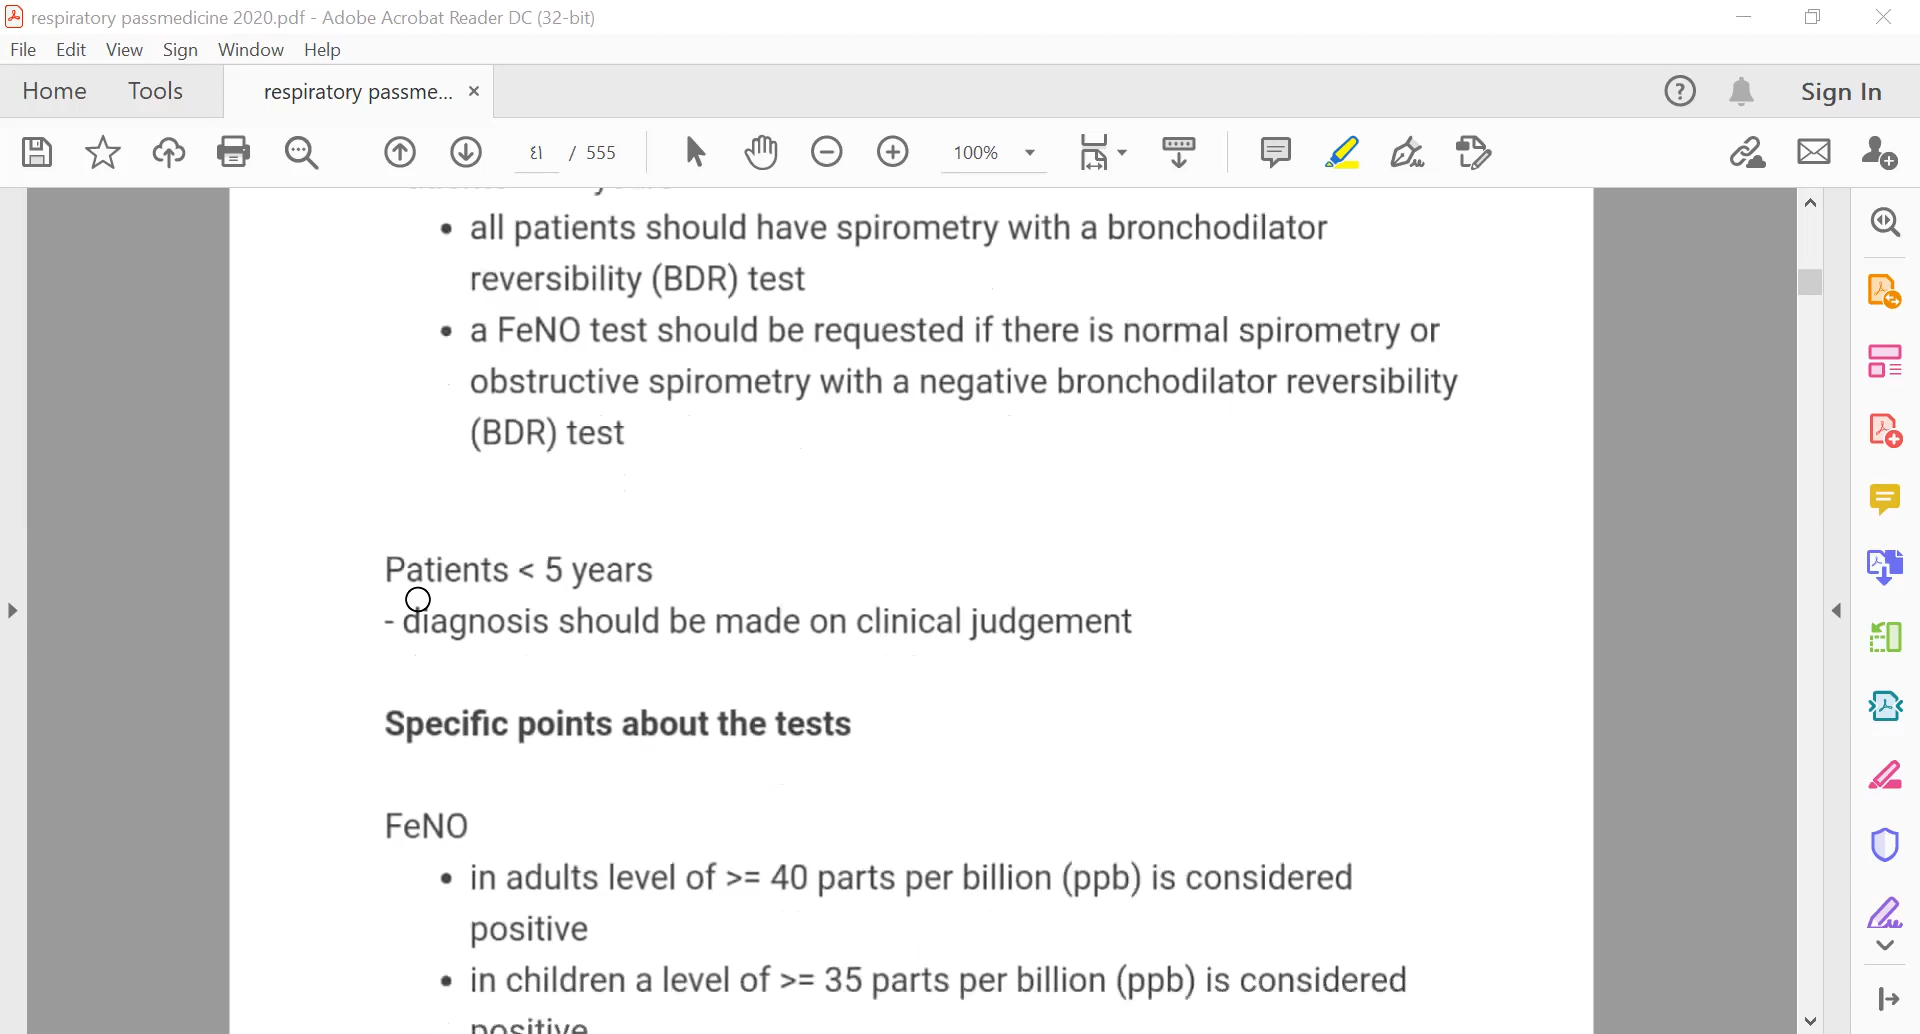 respiratory passmedicine 2020.pdf - Adobe Acrobat Reader DC (32-bit)
File Edit View Sign Window Help
Home Tools respiratory passme... × Sign In
٤١ / 555 100%
• all patients should have spirometry with a bronchodilator
reversibility (BDR) test
• a FeNO test should be requested if there is normal spirometry or
obstructive spirometry with a negative bronchodilator reversibility
(BDR) test
Patients < 5 years
- diagnosis should be made on clinical judgement
Specific points about the tests
FeNO
• in adults level of >= 40 parts per billion (ppb) is considered
positive
• in children a level of >= 35 parts per billion (ppb) is considered
positive